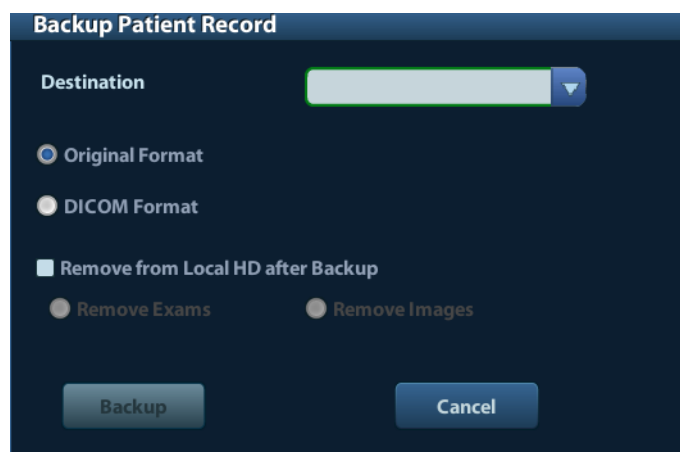 Backup Patient Record
Destination
Original Format
DICOM Format
Remove from Local HD after Backup
Remove Exams Remove Images
Backup Cancel